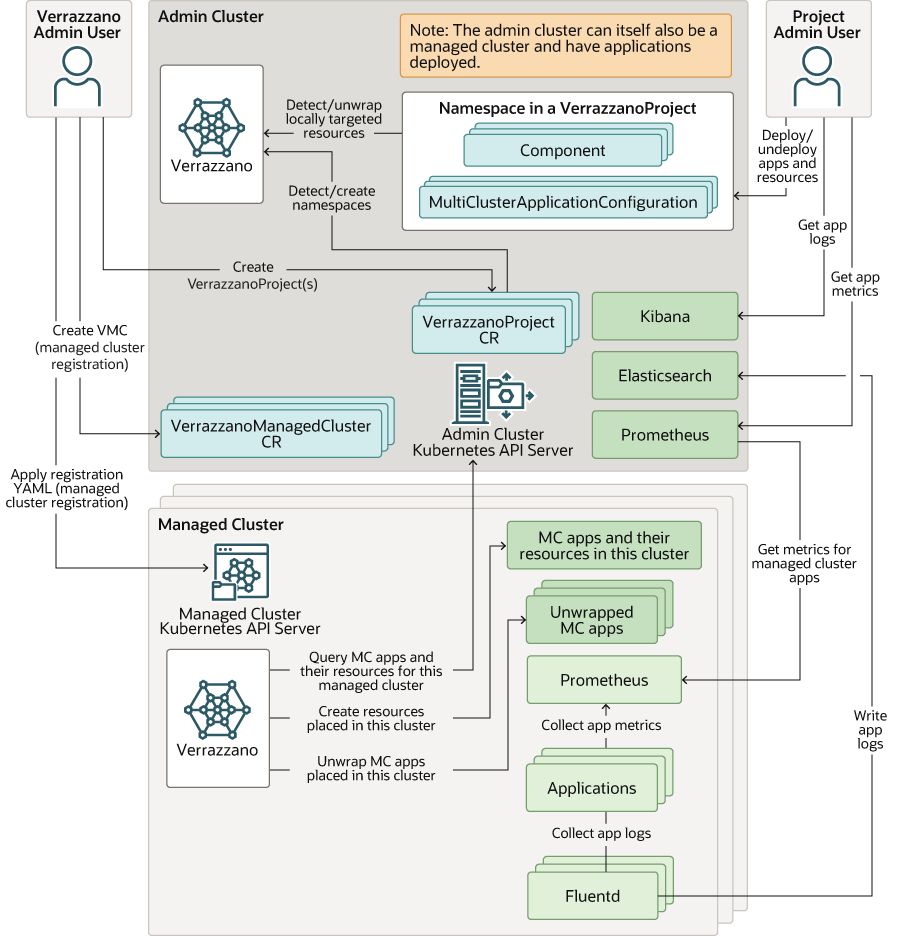 Verrazzano
Admin User
Admin Cluster
Note: The admin cluster can itself also be a
managed cluster and have applications
deployed.
Project
Admin User
Verrazzano
Detect/unwrap
locally targeted
resources
Namespace in a VerrazzanoProject
Component
MultiClusterApplicationConfiguration
Deploy/
undeploy
apps and
resources
Detect/create
namespaces
Get app
logs
Create
VerrazzanoProject(s)
Get app
metrics
VerrazzanoProject
CR
Kibana
Create VMC
(managed cluster
registration)
Elasticsearch
VerrazzanoManagedCluster
CR
Admin Cluster
Kubernetes API Server
Prometheus
Apply registration
YAML (managed
cluster registration)
Managed Cluster
MC apps and their
resources in this cluster
Get metrics for
managed cluster
apps
Managed Cluster
Kubernetes API Server
Unwrapped
MC apps
Verrazzano
Query MC apps and
their resources for this
managed cluster
Prometheus
Create resources
placed in this cluster
Collect app metrics
Write
app
logs
Unwrap MC apps
placed in this cluster
Applications
Collect app logs
Fluentd